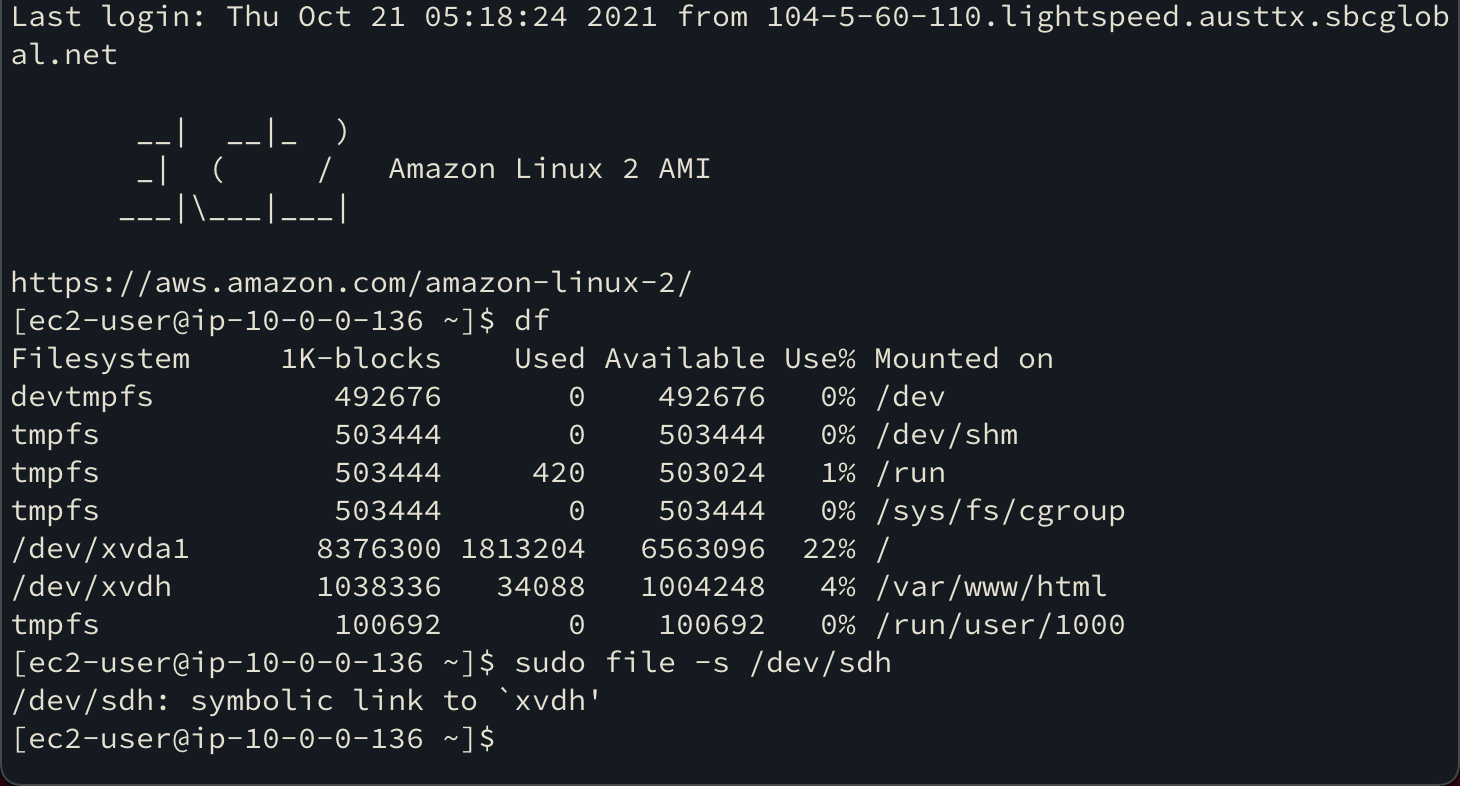 Last login: Thu Oct 21 05:18:24 2021 from 104-5-60-110.lightspeed.austtx.sbcglob
al.net

       __|  __|_  )
       _|  (     /   Amazon Linux 2 AMI
      ___|\___|___|

https://aws.amazon.com/amazon-linux-2/
[ec2-user@ip-10-0-0-136 ~]$ df
Filesystem     1K-blocks    Used Available Use% Mounted on
devtmpfs          492676       0    492676   0% /dev
tmpfs             503444       0    503444   0% /dev/shm
tmpfs             503444     420    503024   1% /run
tmpfs             503444       0    503444   0% /sys/fs/cgroup
/dev/xvda1       8376300 1813204   6563096  22% /
/dev/xvdh        1038336   34088   1004248   4% /var/www/html
tmpfs             100692       0    100692   0% /run/user/1000
[ec2-user@ip-10-0-0-136 ~]$ sudo file -s /dev/sdh
/dev/sdh: symbolic link to `xvdh'
[ec2-user@ip-10-0-0-136 ~]$